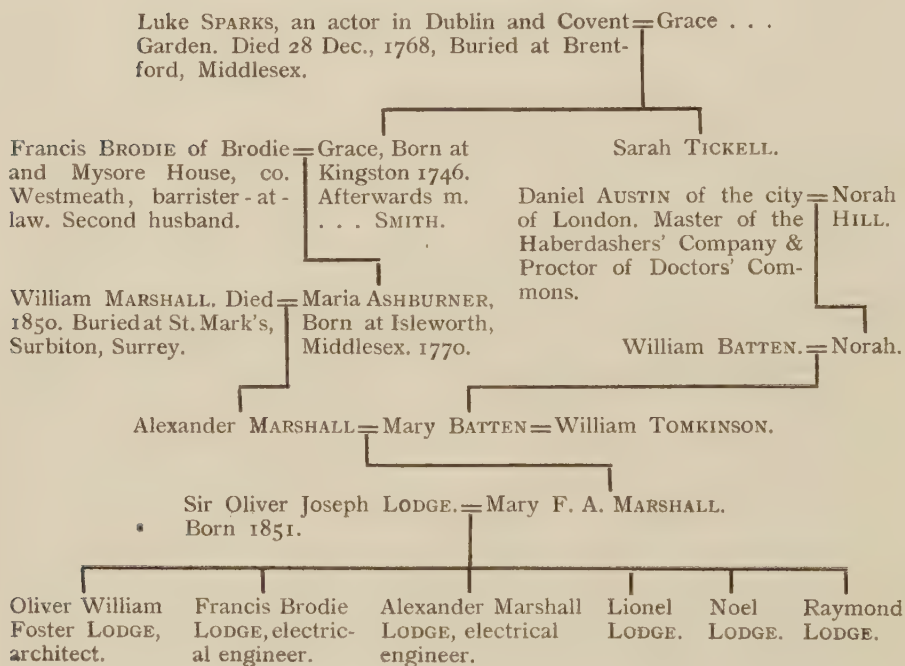 Luke SPARKS, an actor in Dublin and Covent = Grace . . .
Garden. Died 28 Dec., 1768, Buried at Brent-
ford, Middlesex.
Francis BRODIE of Brodie = Grace, Born at
and Mysore House, co. Kingston 1746.
Westmeath, barrister-at- Afterwards m.
law. Second husband. . . . SMITH.
Sarah TICKELL.
Daniel AUSTIN of the city = Norah
of London. Master of the HILL.
Haberdashers' Company &
Proctor of Doctors' Com-
mons.
William MARSHALL. Died = Maria ASHBURNER,
1850. Buried at St. Mark's, Born at Isleworth,
Surbiton, Surrey. Middlesex. 1770.
William BATTEN. = Norah.
Alexander MARSHALL = Mary BATTEN = William TOMKINSON.
Sir Oliver Joseph LODGE. = Mary F. A. MARSHALL.
Born 1851.
Oliver William
Foster LODGE,
architect.
Francis Brodie
LODGE, electric-
al engineer.
Alexander Marshall
LODGE, electrical
engineer.
Lionel
LODGE.
Noel
LODGE.
Raymond
LODGE.